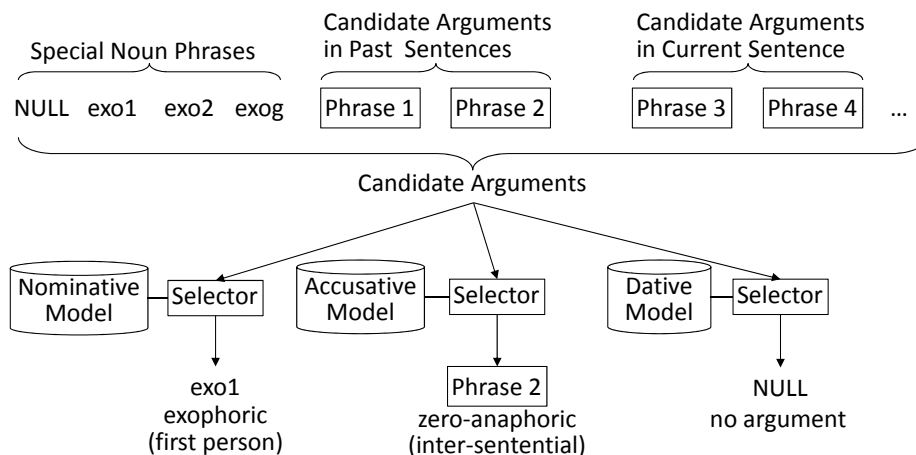 Special Noun Phrases
Candidate Arguments
in Past Sentences
Candidate Arguments
in Current Sentence
NULL exo1 exo2 exog Phrase 1 Phrase 2 Phrase 3 Phrase 4 ...
Candidate Arguments
Nominative
Model
Selector
Accusative
Model
Selector
Dative
Model
Selector
exo1
exophoric
(first person)
Phrase 2
zero-anaphoric
(inter-sentential)
NULL
no argument